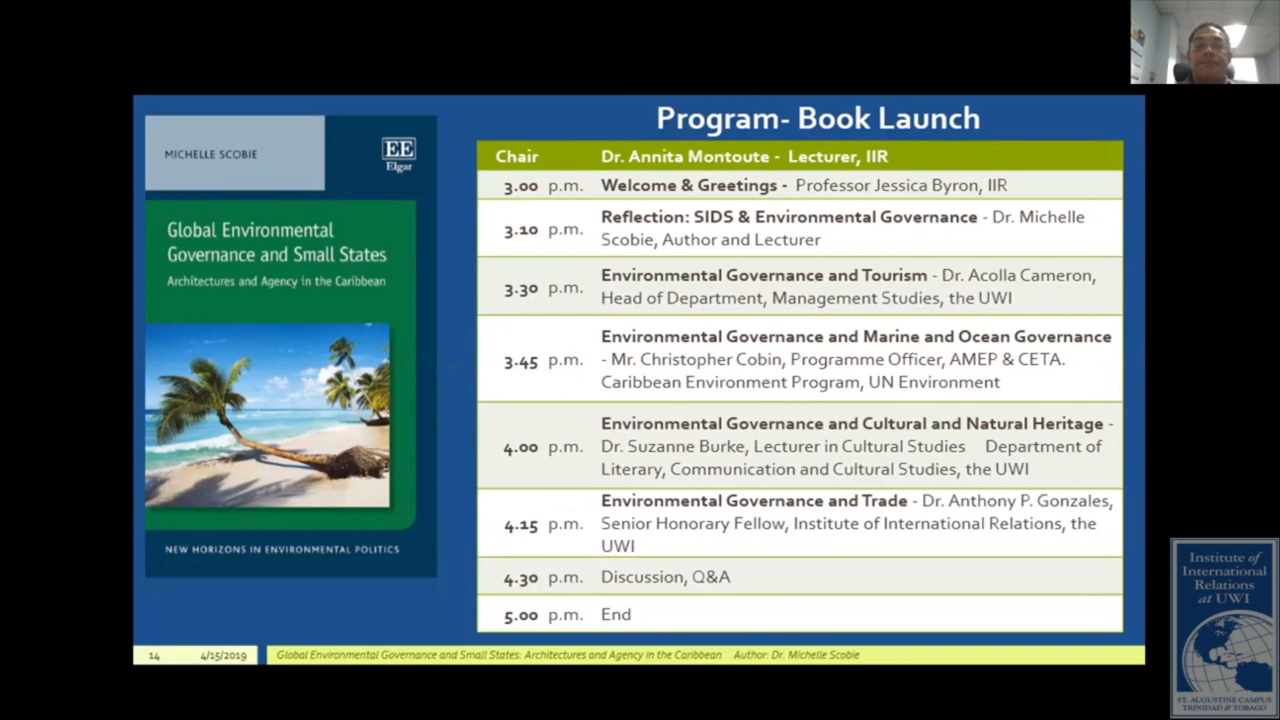 MICHELLE SCOBIE
EE
Elgar
Global Environmental
Governance and Small States
Architectures and Agency in the Caribbean
NEW HORIZONS IN ENVIRONMENTAL POLITICS
Program- Book Launch
Chair Dr. Annita Montoute - Lecturer, IIR
3.00 p.m. Welcome & Greetings - Professor Jessica Byron, IIR
3.10 p.m. Reflection: SIDS & Environmental Governance - Dr. Michelle
Scobie, Author and Lecturer
3.30 p.m. Environmental Governance and Tourism - Dr. Acolla Cameron,
Head of Department, Management Studies, the UWI
3.45 p.m. Environmental Governance and Marine and Ocean Governance
- Mr. Christopher Cobin, Programme Officer, AMEP & CETA.
Caribbean Environment Program, UN Environment
4.00 p.m. Environmental Governance and Cultural and Natural Heritage -
Dr. Suzanne Burke, Lecturer in Cultural Studies Department of
Literary, Communication and Cultural Studies, the UWI
4.15 p.m. Environmental Governance and Trade - Dr. Anthony P. Gonzales,
Senior Honorary Fellow, Institute of International Relations, the
UWI
4.30 p.m. Discussion, Q&A
5.00 p.m. End
14 4/15/2019 Global Environmental Governance and Small States: Architectures and Agency in the Caribbean Author: Dr. Michelle Scobie
Institute of
International
Relations
at UWI
ST. AUGUSTINE CAMPUS
TRINIDAD & TOBAGO